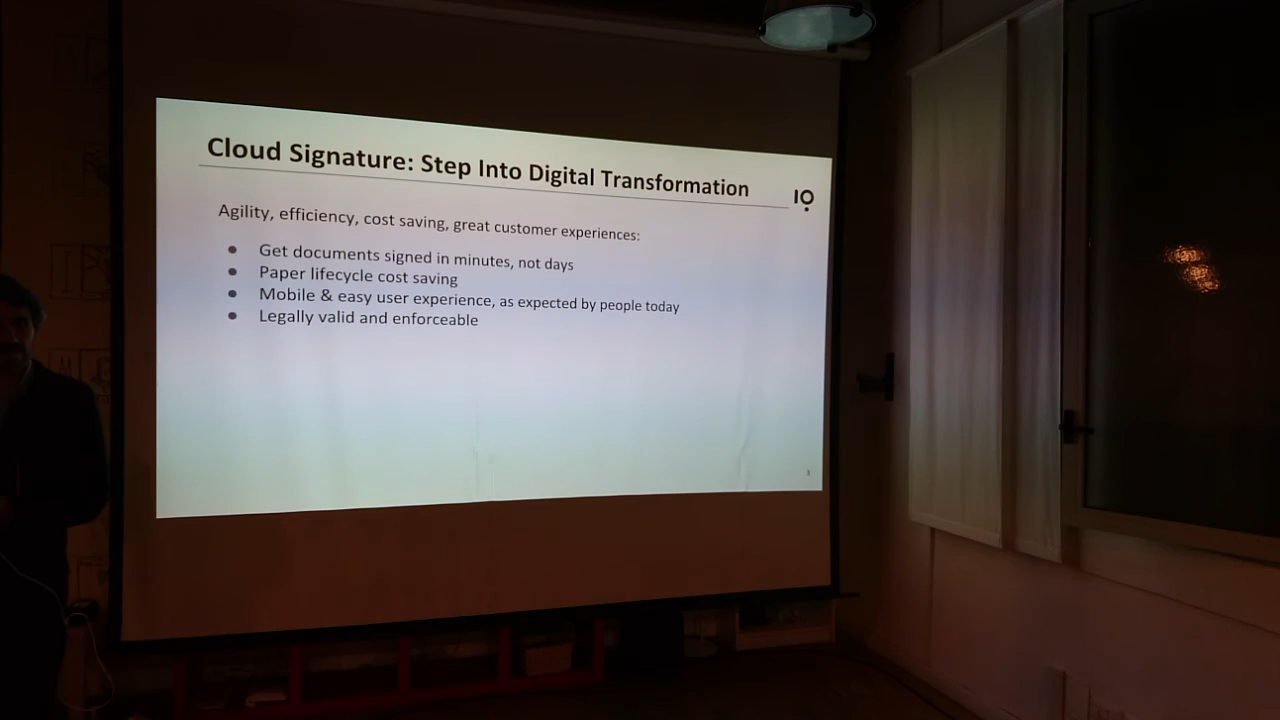 Cloud Signature: Step Into Digital Transformation
IO
Agility, efficiency, cost saving, great customer experiences:
● Get documents signed in minutes, not days
● Paper lifecycle cost saving
● Mobile & easy user experience, as expected by people today
● Legally valid and enforceable